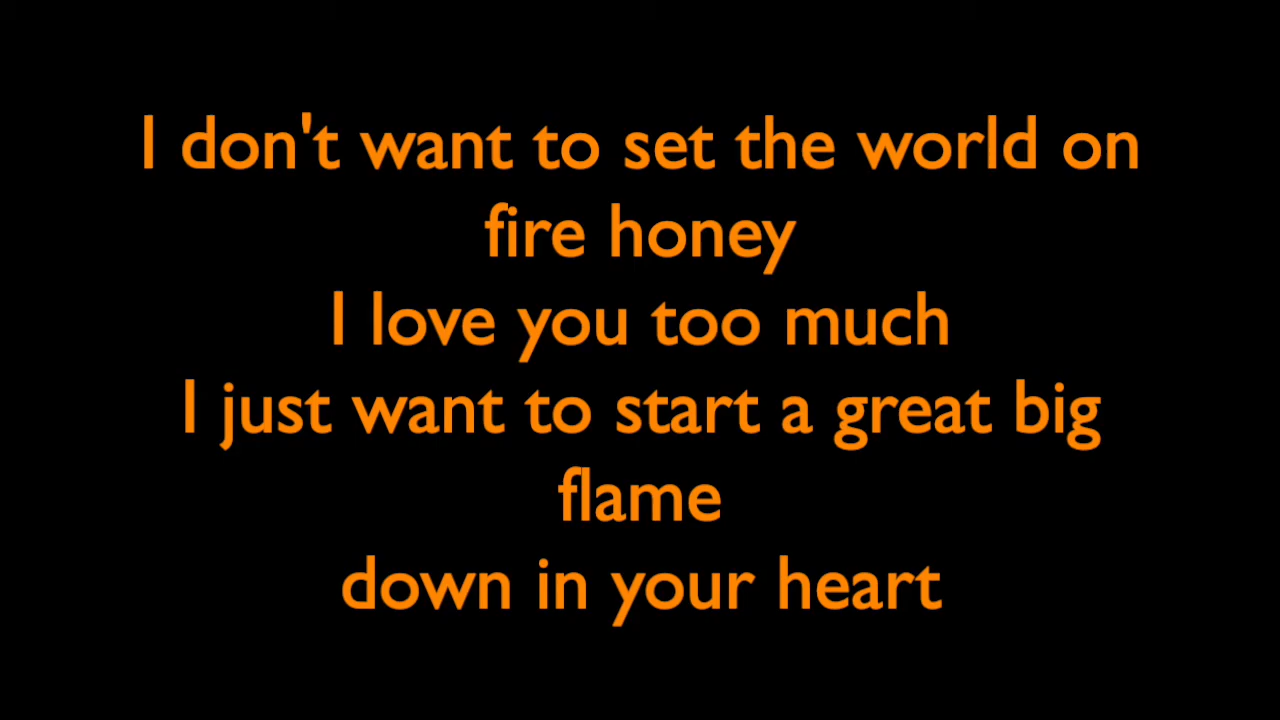 I don't want to set the world on
fire honey
I love you too much
I just want to start a great big
flame
down in your heart